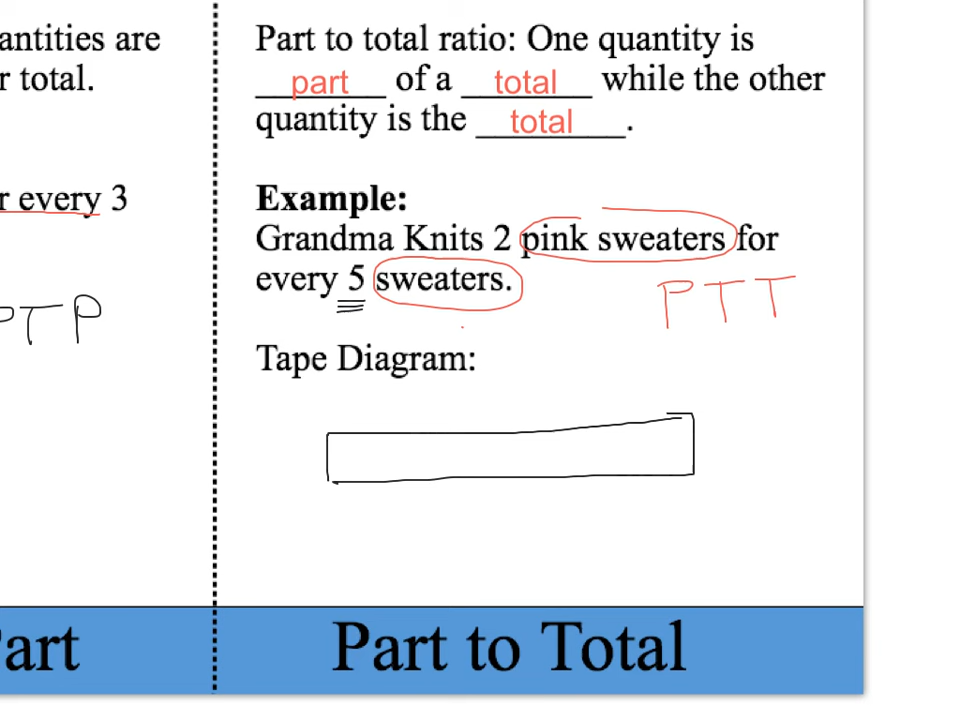 antities are
r total.
r every 3
PTP
art
Part to total ratio: One quantity is
part of a total while the other
quantity is the total.
Example:
Grandma Knits 2 pink sweaters for
every 5 sweaters.
PTT
Tape Diagram:
Part to Total